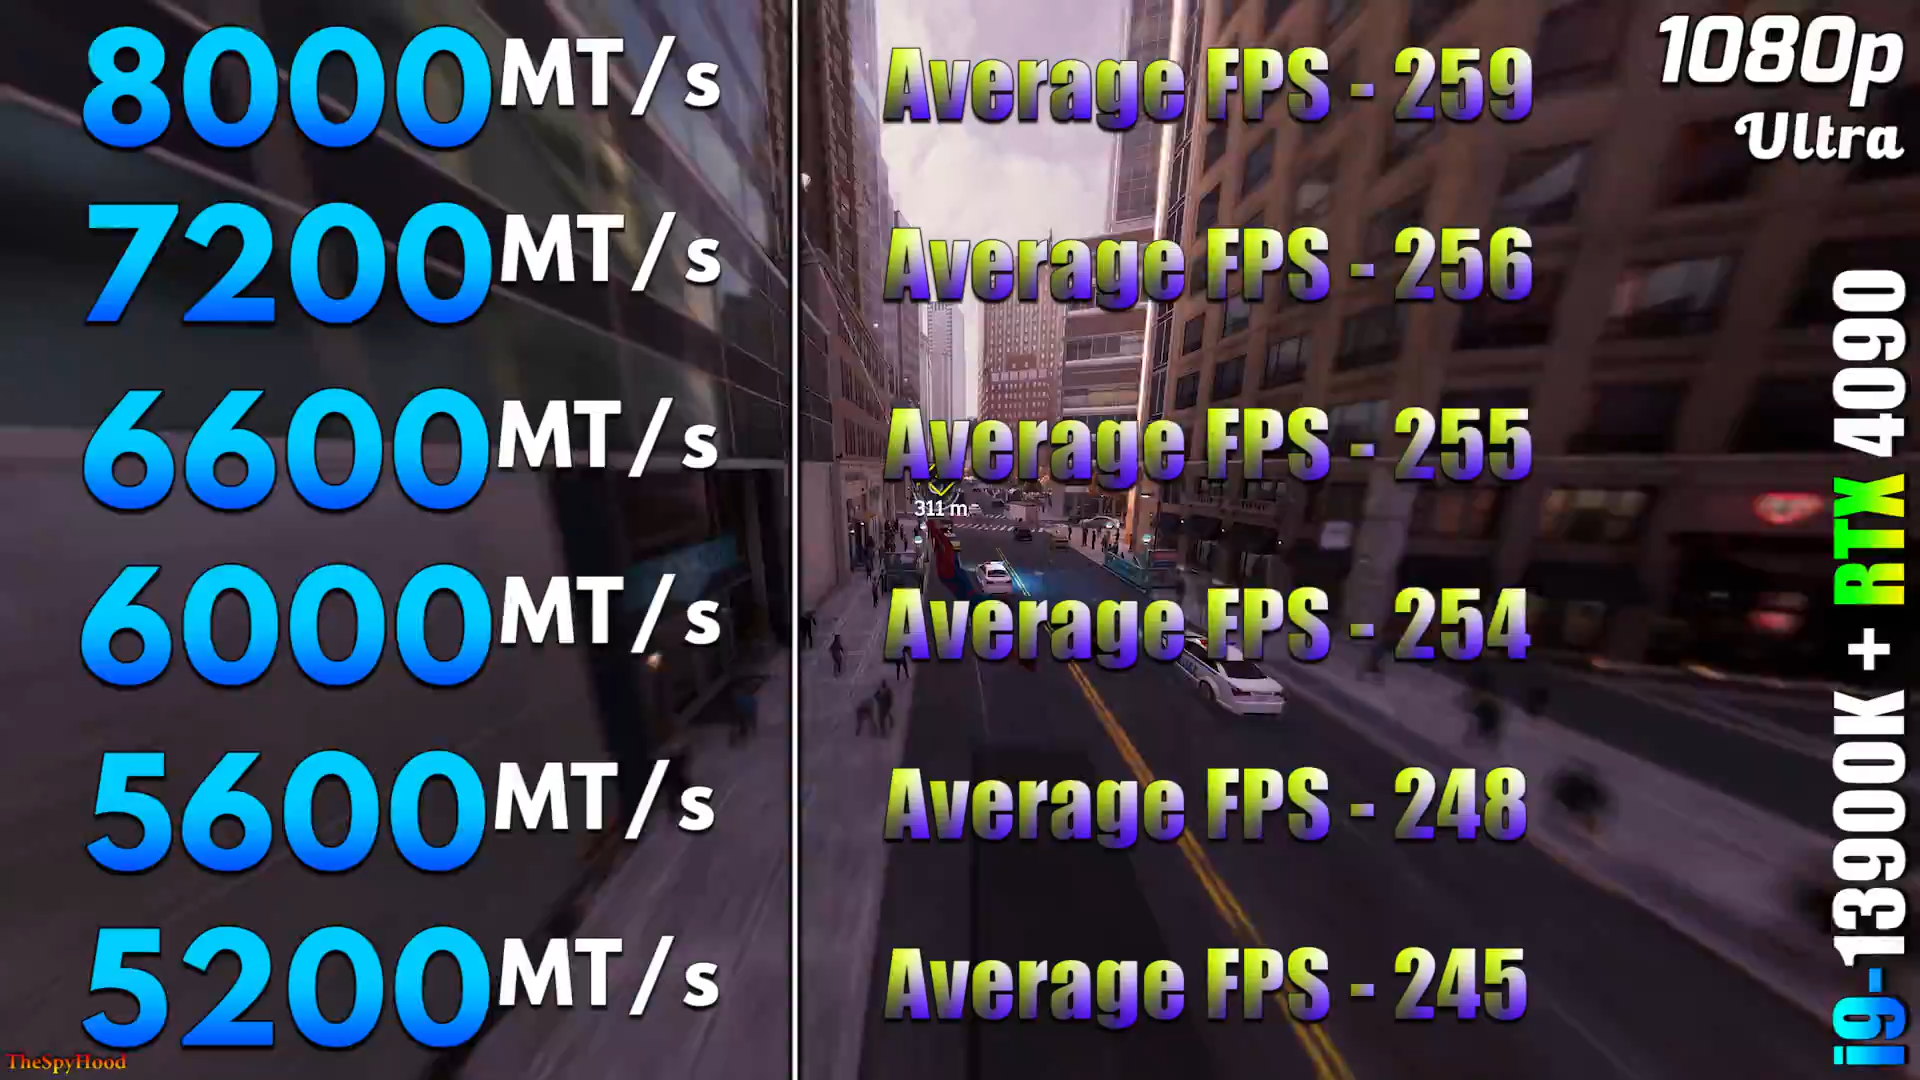 8000MT/s Average FPS - 259
1080p
Ultra
7200MT/s Average FPS - 256
6600MT/s Average FPS - 255
311 m
6000MT/s Average FPS - 254
5600MT/s Average FPS - 248
5200MT/s Average FPS - 245
i9-13900K + RTX 4090
TheSpyHood